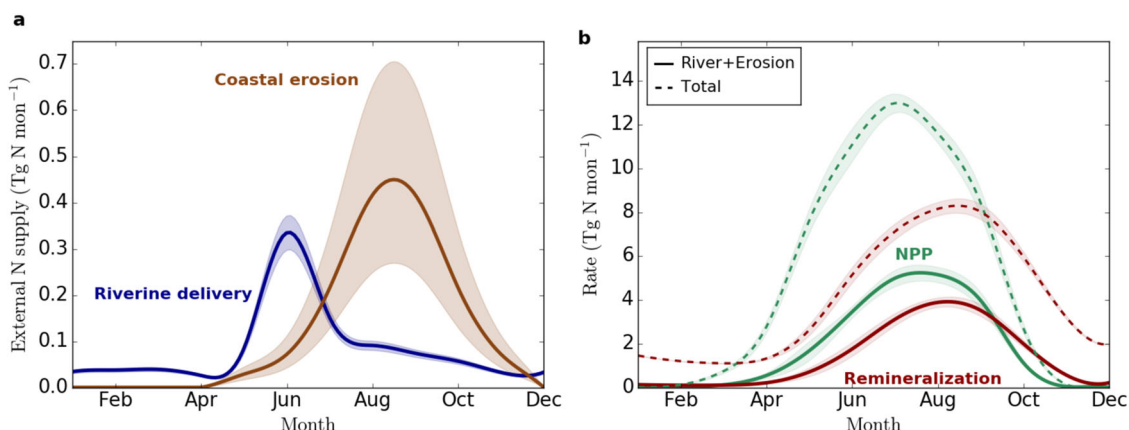 a
External N supply (Tg N mon⁻¹)
0.7
0.6
0.5
0.4
0.3
0.2
0.1
0.0
Coastal erosion
Riverine delivery
Feb Apr Jun Aug Oct Dec
Month
b
Rate (Tg N mon⁻¹)
14
12
10
8
6
4
2
0
River+Erosion
Total
NPP
Remineralization
Feb Apr Jun Aug Oct Dec
Month